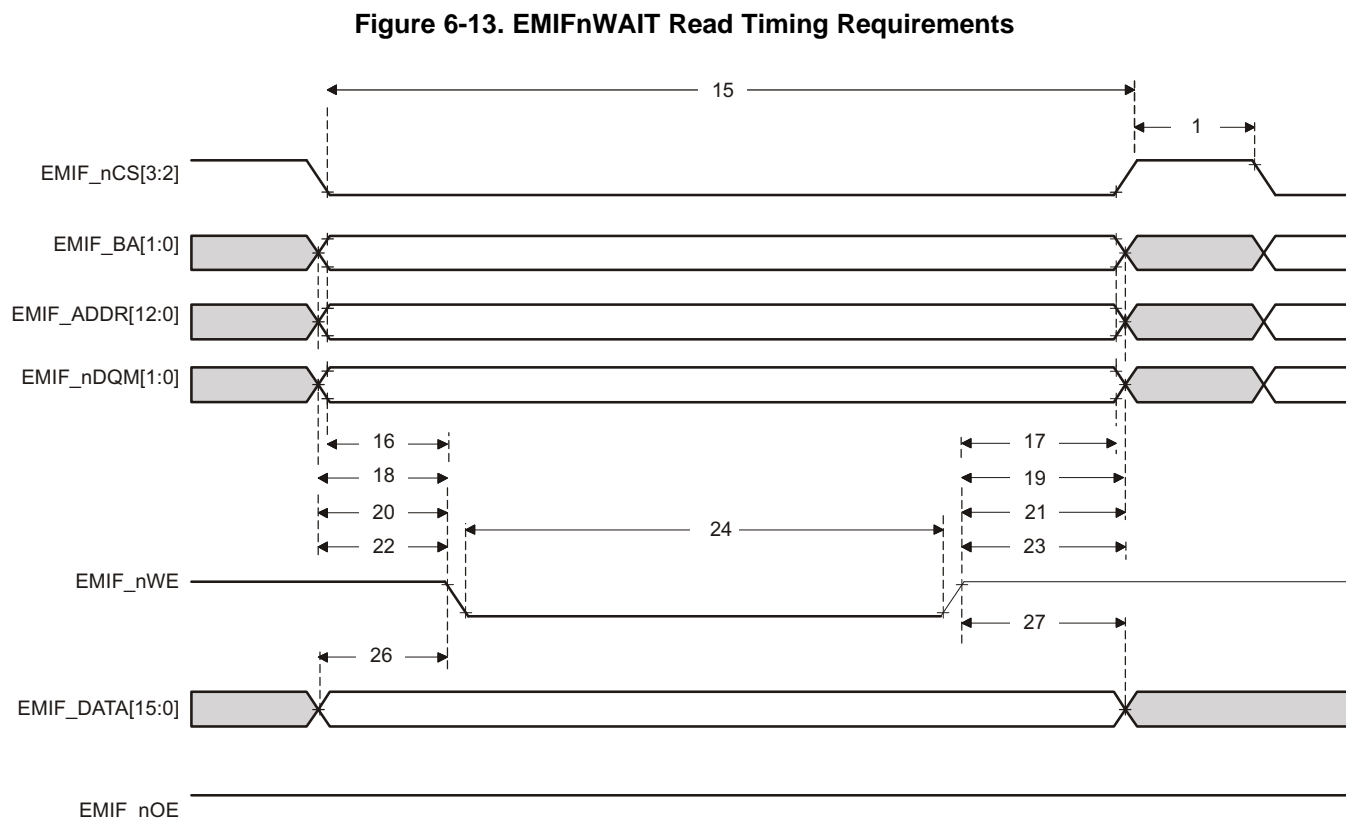 Figure 6-13. EMIFnWAIT Read Timing Requirements
15
1
EMIF_nCS[3:2]
EMIF_BA[1:0]
EMIF_ADDR[12:0]
EMIF_nDQM[1:0]
16
17
18
19
20
21
24
22
23
EMIF_nWE
27
26
EMIF_DATA[15:0]
EMIF_nOE